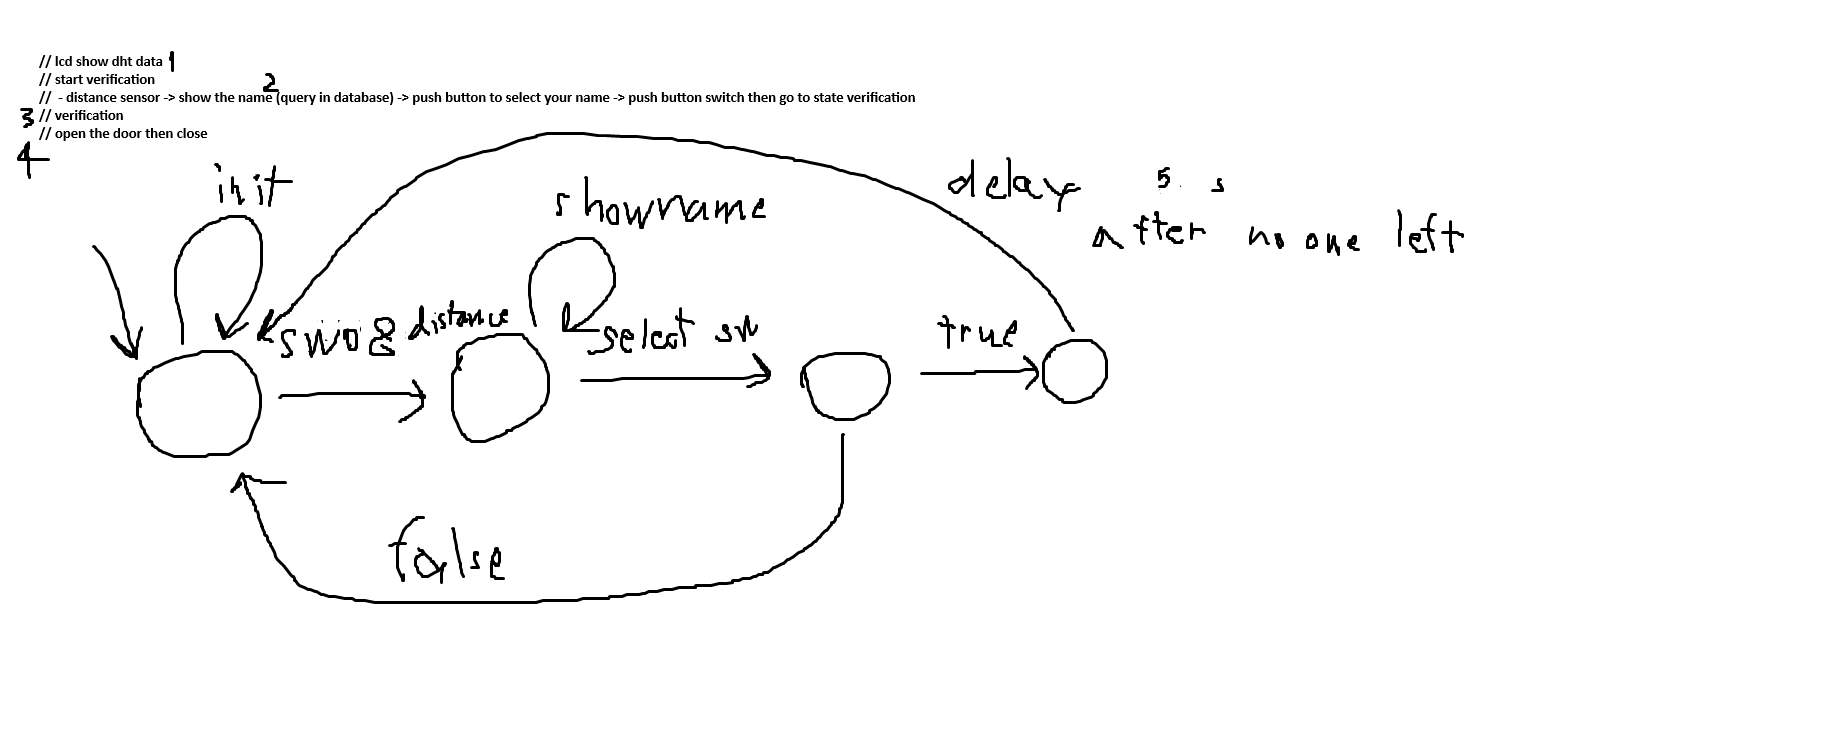 // lcd show dht data 1
// start verification
// - distance sensor -> show the name (query in database) -> push button to select your name -> push button switch then go to state verification
2
3 // verification
// open the door then close
4
init
showname
delay 5 s
after no one left
sw0 & distance
select sw
true
false